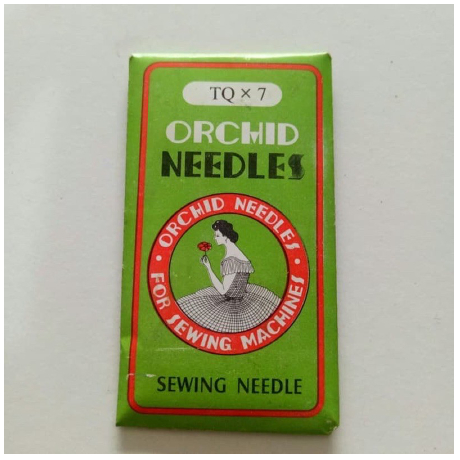 TQ × 7
ORCHID
NEEDLES
• ORCHID NEEDLES •
FOR SEWING MACHINES
SEWING NEEDLE